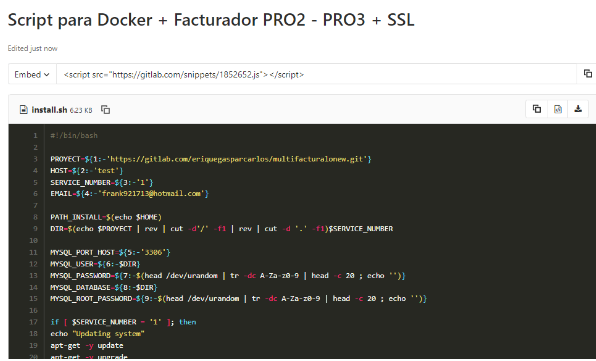 Script para Docker + Facturador PRO2 - PRO3 + SSL
Edited just now
Embed <script src="https://gitlab.com/snippets/1852652.js"></script>
install.sh 6.23 KB
1 #!/bin/bash
2
3 PROYECT=${1:-'https://gitlab.com/eriquegasparcarlos/multifacturalonew.git'}
4 HOST=${2:-'test'}
5 SERVICE_NUMBER=${3:-'1'}
6 EMAIL=${4:-'frank921713@hotmail.com'}
7
8 PATH_INSTALL=$(echo $HOME)
9 DIR=$(echo $PROYECT | rev | cut -d'/' -f1 | rev | cut -d '.' -f1)$SERVICE_NUMBER
10
11 MYSQL_PORT_HOST=${5:-'3306'}
12 MYSQL_USER=${6:-$DIR}
13 MYSQL_PASSWORD=${7:-$(head /dev/urandom | tr -dc A-Za-z0-9 | head -c 20 ; echo '')}
14 MYSQL_DATABASE=${8:-$DIR}
15 MYSQL_ROOT_PASSWORD=${9:-$(head /dev/urandom | tr -dc A-Za-z0-9 | head -c 20 ; echo '')}
16
17 if [ $SERVICE_NUMBER = '1' ]; then
18 echo "Updating system"
19 apt-get -y update
20 apt-get -y upgrade